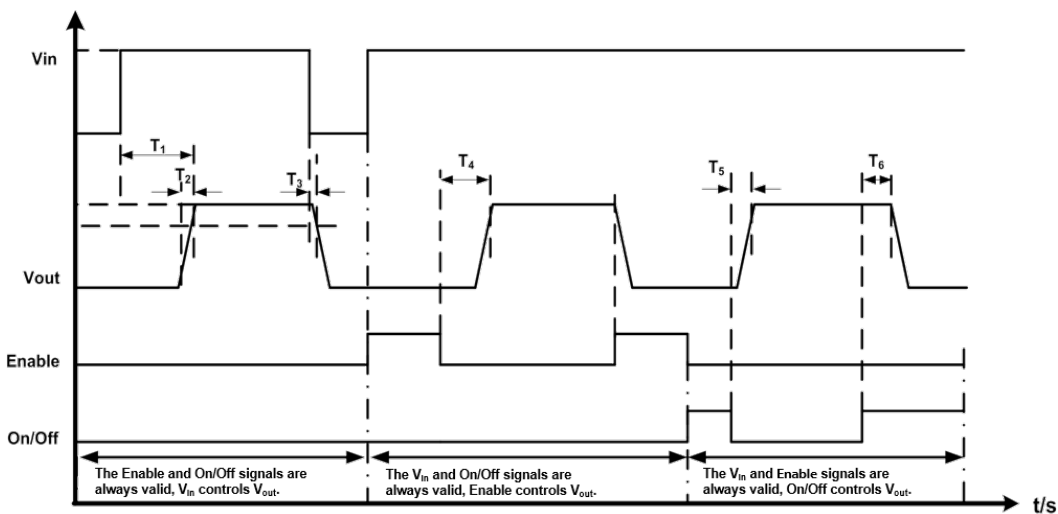 Vin
T1
T2
T3
T4
T5
T6
Vout
Enable
On/Off
The Enable and On/Off signals are
always valid, Vin controls Vout.
The Vin and On/Off signals are
always valid, Enable controls Vout.
The Vin and Enable signals are
always valid, On/Off controls Vout.
t/s